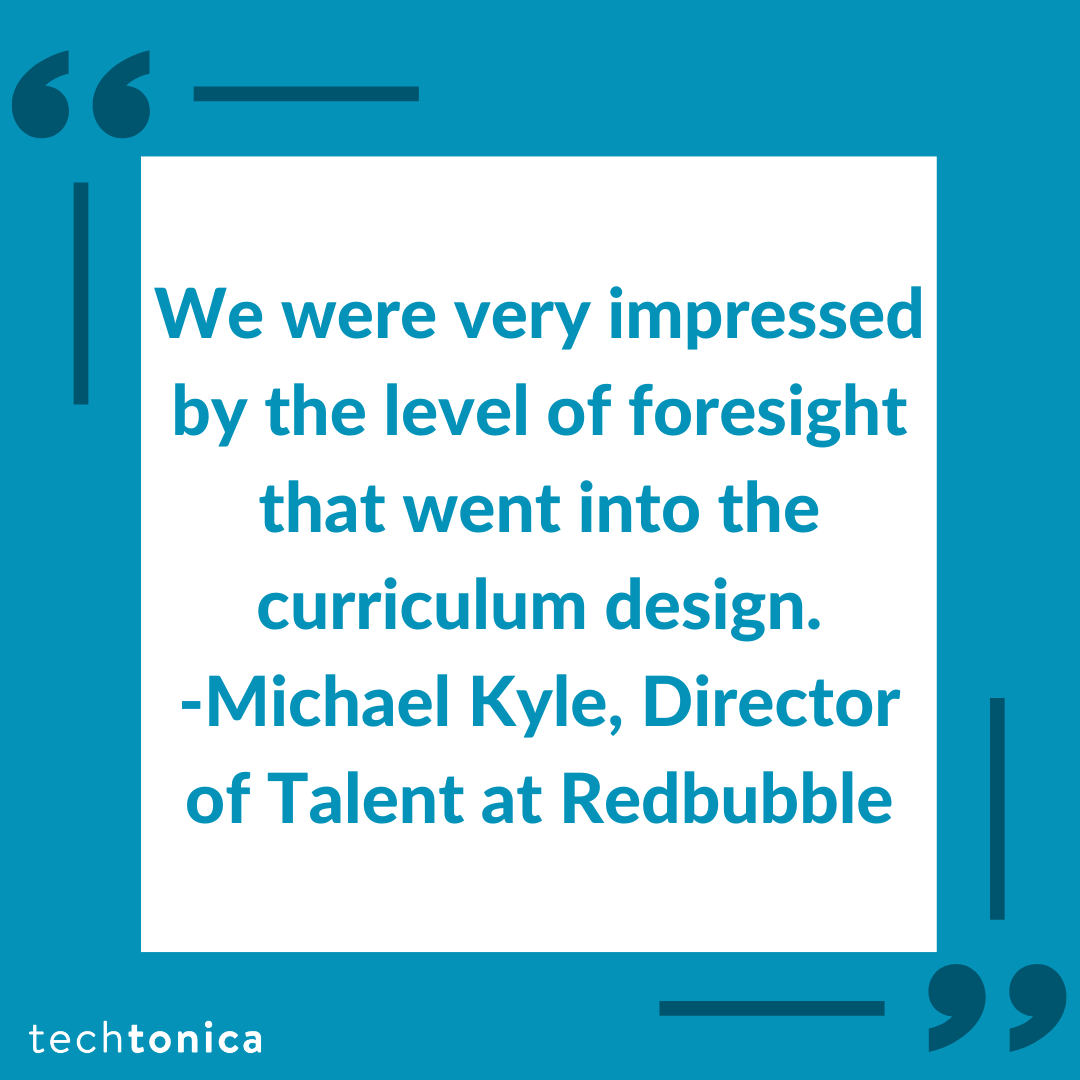 We were very impressed
by the level of foresight
that went into the
curriculum design.
-Michael Kyle, Director
of Talent at Redbubble
techtonica